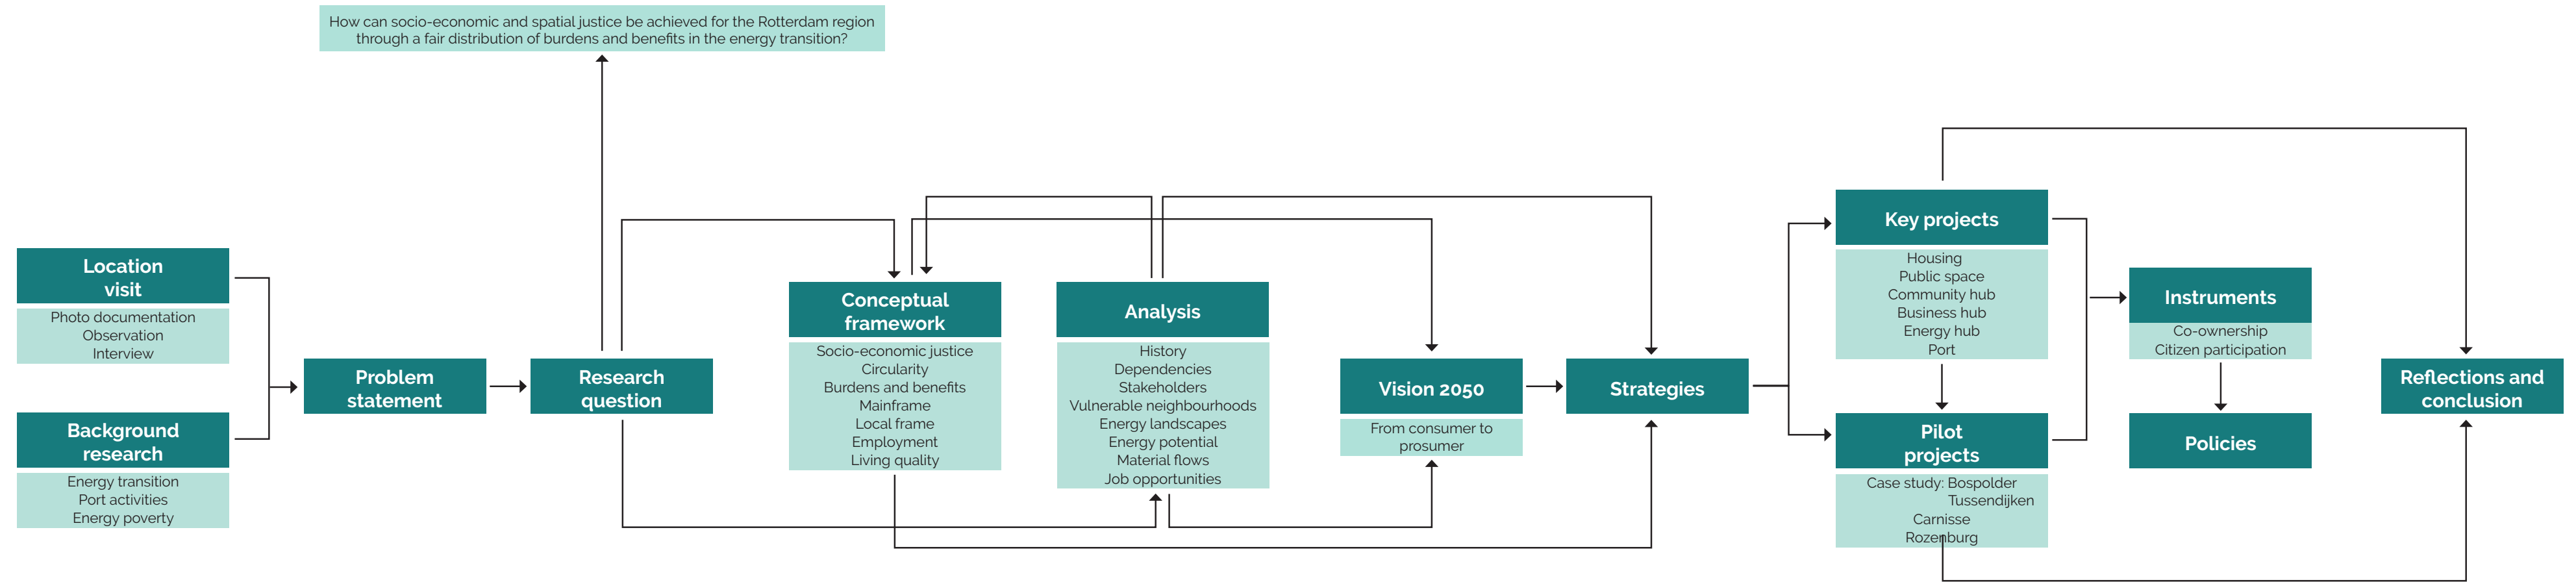 How can socio-economic and spatial justice be achieved for the Rotterdam region
through a fair distribution of burdens and benefits in the energy transition?
Location
visit
Photo documentation
Observation
Interview
Background
research
Energy transition
Port activities
Energy poverty
Problem
statement
Research
question
Conceptual
framework
Socio-economic justice
Circularity
Burdens and benefits
Mainframe
Local frame
Employment
Living quality
Analysis
History
Dependencies
Stakeholders
Vulnerable neighbourhoods
Energy landscapes
Energy potential
Material flows
Job opportunities
Vision 2050
From consumer to
prosumer
Strategies
Key projects
Housing
Public space
Community hub
Business hub
Energy hub
Port
Pilot
projects
Case study: Bospolder
Tussendijken
Carnisse
Rozenburg
Instruments
Co-ownership
Citizen participation
Policies
Reflections and
conclusion